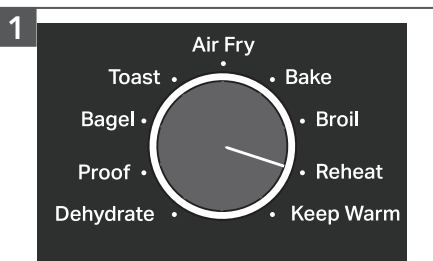 1
Air Fry
Toast
Bake
Bagel
Broil
Proof
Reheat
Dehydrate
Keep Warm